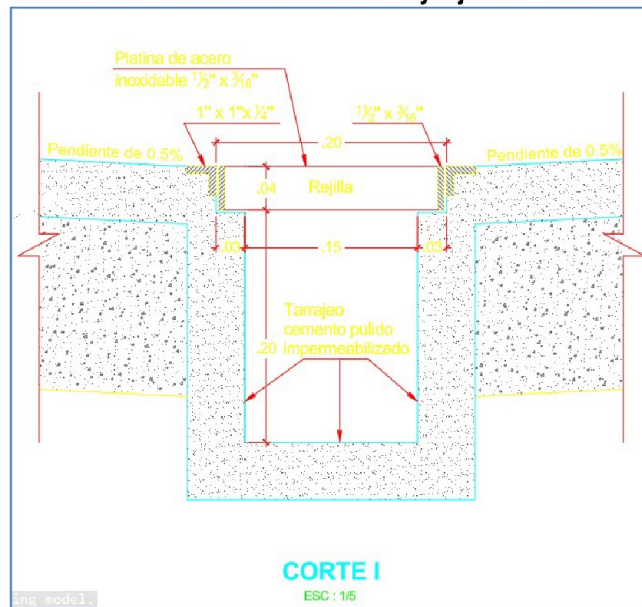 Platina de acero
inoxidable 1½" x 3/16"
1" x 1"x ¼"
1½" x 3/16"
.20
Pendiente de 0.5%
Pendiente de 0.5%
.04
Rejilla
.03
.15
.03
Tarrajeo
cemento pulido
impermeabilizado
.20
CORTE I
ESC : 1/5
ing model.